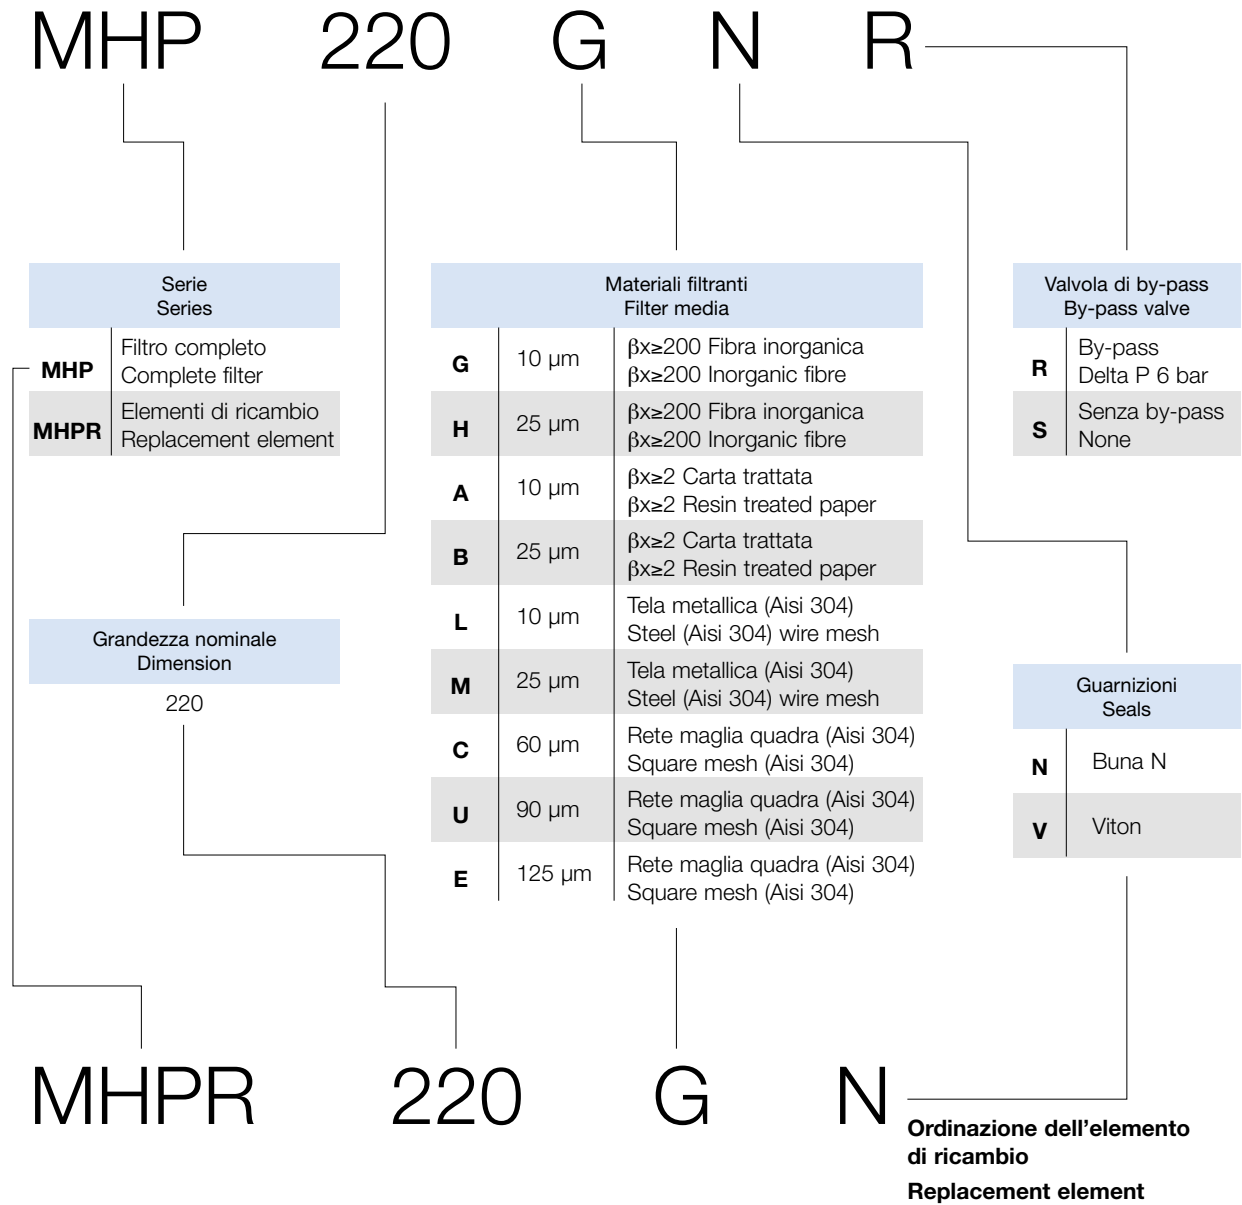 MHP 220 G N R
Serie
Series
MHP Filtro completo
Complete filter
MHPR Elementi di ricambio
Replacement element
Grandezza nominale
Dimension
220
Materiali filtranti
Filter media
G 10 µm βx≥200 Fibra inorganica
βx≥200 Inorganic fibre
H 25 µm βx≥200 Fibra inorganica
βx≥200 Inorganic fibre
A 10 µm βx≥2 Carta trattata
βx≥2 Resin treated paper
B 25 µm βx≥2 Carta trattata
βx≥2 Resin treated paper
L 10 µm Tela metallica (Aisi 304)
Steel (Aisi 304) wire mesh
M 25 µm Tela metallica (Aisi 304)
Steel (Aisi 304) wire mesh
C 60 µm Rete maglia quadra (Aisi 304)
Square mesh (Aisi 304)
U 90 µm Rete maglia quadra (Aisi 304)
Square mesh (Aisi 304)
E 125 µm Rete maglia quadra (Aisi 304)
Square mesh (Aisi 304)
Valvola di by-pass
By-pass valve
R By-pass
Delta P 6 bar
S Senza by-pass
None
Guarnizioni
Seals
N Buna N
V Viton
MHPR 220 G N
Ordinazione dell’elemento
di ricambio
Replacement element